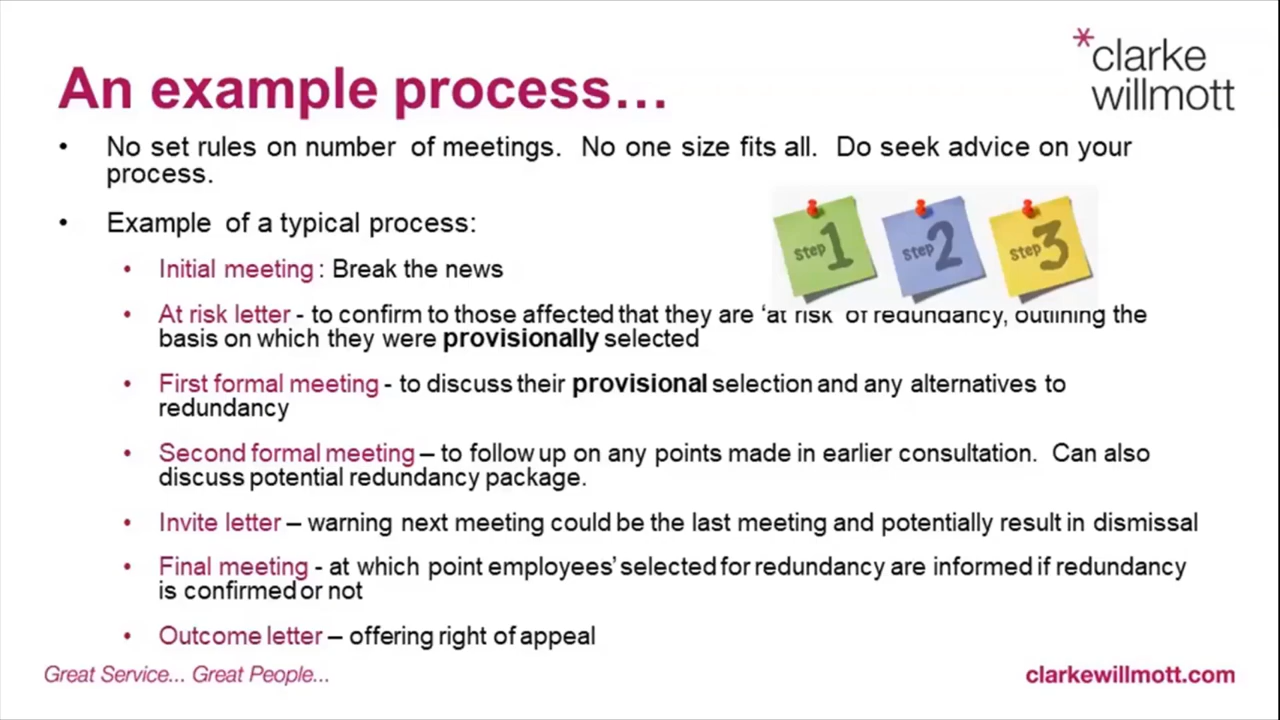 *clarke
willmott
An example process…
• No set rules on number of meetings. No one size fits all. Do seek advice on your
process.
• Example of a typical process:
step 1
step 2
step 3
• Initial meeting : Break the news
• At risk letter - to confirm to those affected that they are ‘at risk’ of redundancy, outlining the
basis on which they were provisionally selected
• First formal meeting - to discuss their provisional selection and any alternatives to
redundancy
• Second formal meeting – to follow up on any points made in earlier consultation. Can also
discuss potential redundancy package.
• Invite letter – warning next meeting could be the last meeting and potentially result in dismissal
• Final meeting - at which point employees’ selected for redundancy are informed if redundancy
is confirmed or not
• Outcome letter – offering right of appeal
Great Service... Great People...
clarkewillmott.com